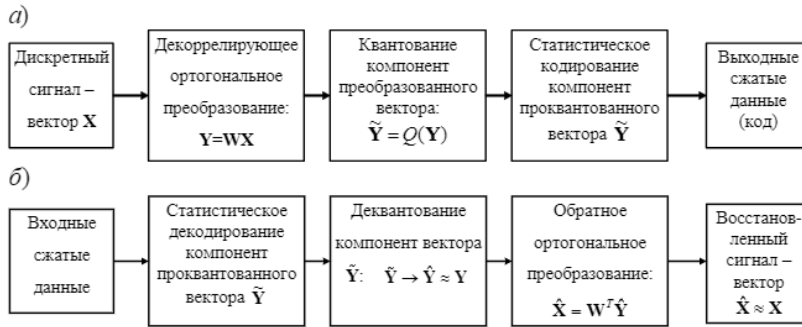 а)
Дискретный
сигнал –
вектор X
Декоррелирующее
ортогональное
преобразование:
Y=WX
Квантование
компонент
преобразованного
вектора:
Ỹ = Q(Y)
Статистическое
кодирование
компонент
проквантованного
вектора Ỹ
Выходные
сжатые
данные
(код)
б)
Входные
сжатые
данные
Статистическое
декодирование
компонент
проквантованного
вектора Ỹ
Деквантование
компонент вектора
Ỹ: Ỹ → Ŷ ≈ Y
Обратное
ортогональное
преобразование:
X̂ = WᵀŶ
Восстанов-
ленный
сигнал –
вектор
X̂ ≈ X